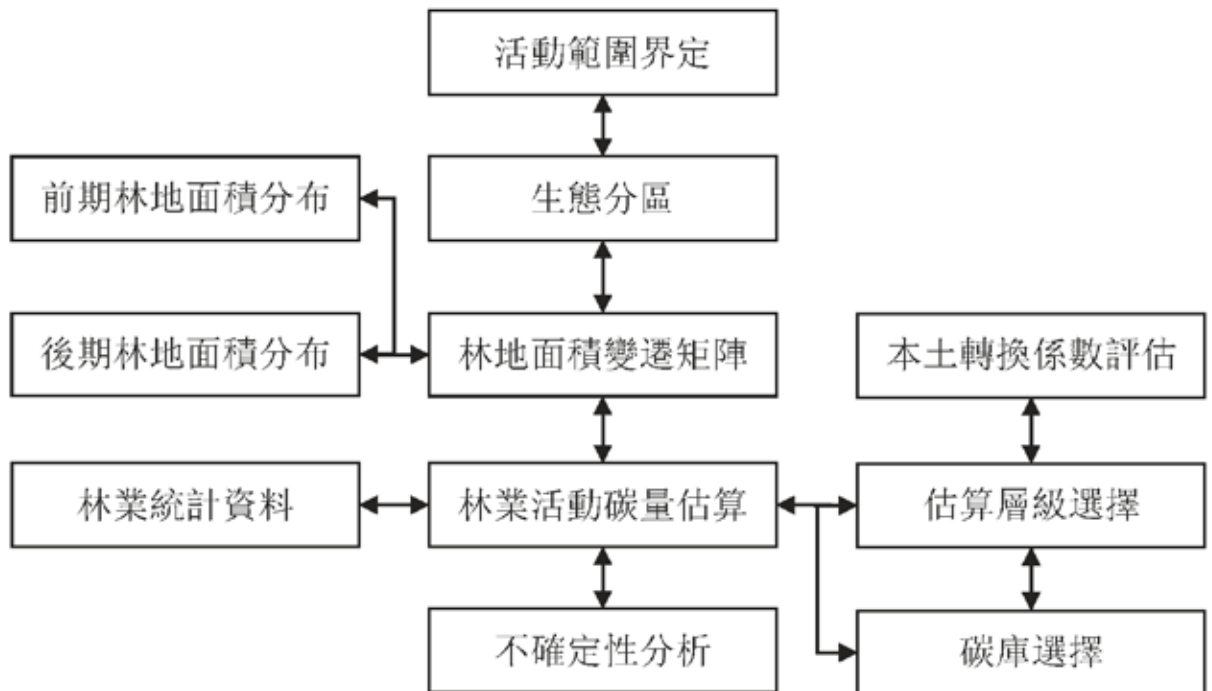 活動範圍界定
前期林地面積分布
生態分區
後期林地面積分布
林地面積變遷矩陣
本土轉換係數評估
林業統計資料
林業活動碳量估算
估算層級選擇
不確定性分析
碳庫選擇